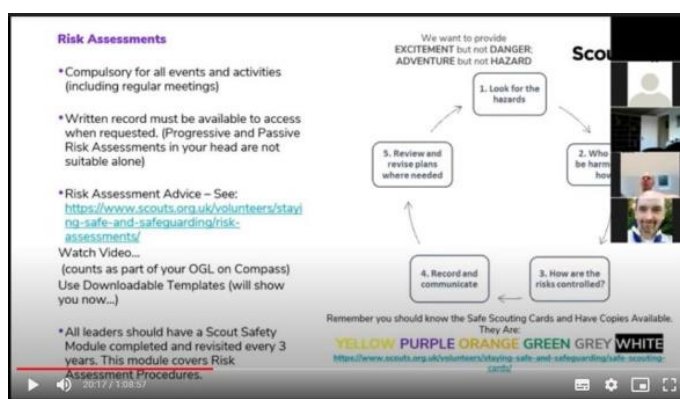 Risk Assessments
•Compulsory for all events and activities
(including regular meetings)
•Written record must be available to access
when requested. (Progressive and Passive
Risk Assessments in your head are not
suitable alone)
•Risk Assessment Advice – See:
https://www.scouts.org.uk/volunteers/stayi
ng-safe-and-safeguarding/risk-
assessments/
Watch Video...
(counts as part of your OGL on Compass)
Use Downloadable Templates (will show
you now...)
•All leaders should have a Scout Safety
Module completed and revisited every 3
years. This module covers Risk
Assessment Procedures.
We want to provide
EXCITEMENT but not DANGER;
ADVENTURE but not HAZARD
Scou
1. Look for the
hazards
2. Who
be harm
how
3. How are the
risks controlled?
4. Record and
communicate
5. Review and
revise plans
where needed
Remember you should know the Safe Scouting Cards and Have Copies Available.
They Are:
YELLOW PURPLE ORANGE GREEN GREY WHITE
https://www.scouts.org.uk/volunteers/staying-safe-and-safeguarding/safe-scouting-
cards/
20:17 / 1:08:57